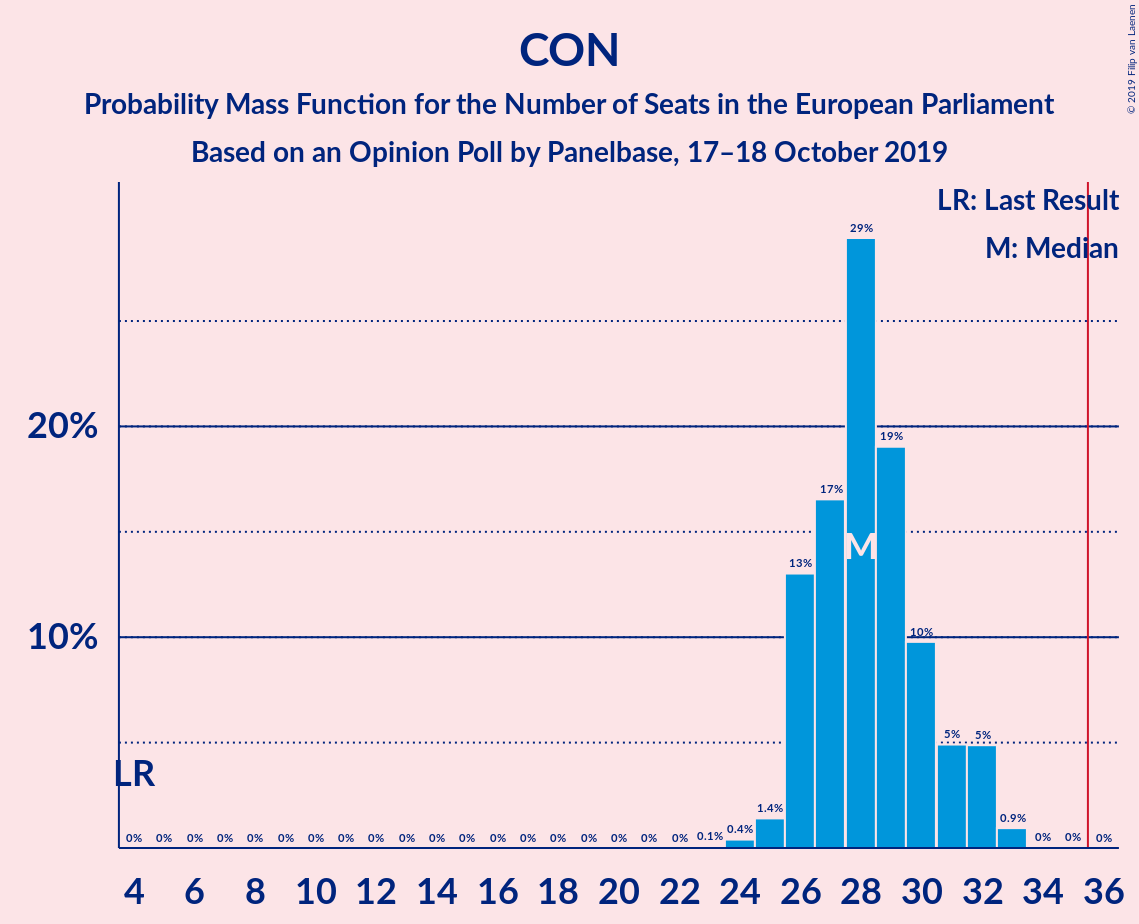 CON
Probability Mass Function for the Number of Seats in the European Parliament
Based on an Opinion Poll by Panelbase, 17–18 October 2019
© 2019 Filip van Laenen
LR: Last Result
M: Median
29%
20%
19%
17%
M
13%
10%
10%
5% 5%
LR
1.4%
0.9%
0% 0% 0% 0% 0% 0% 0% 0% 0% 0% 0% 0% 0% 0% 0% 0% 0% 0% 0% 0.1% 0.4% 0% 0% 0%
4 6 8 10 12 14 16 18 20 22 24 26 28 30 32 34 36